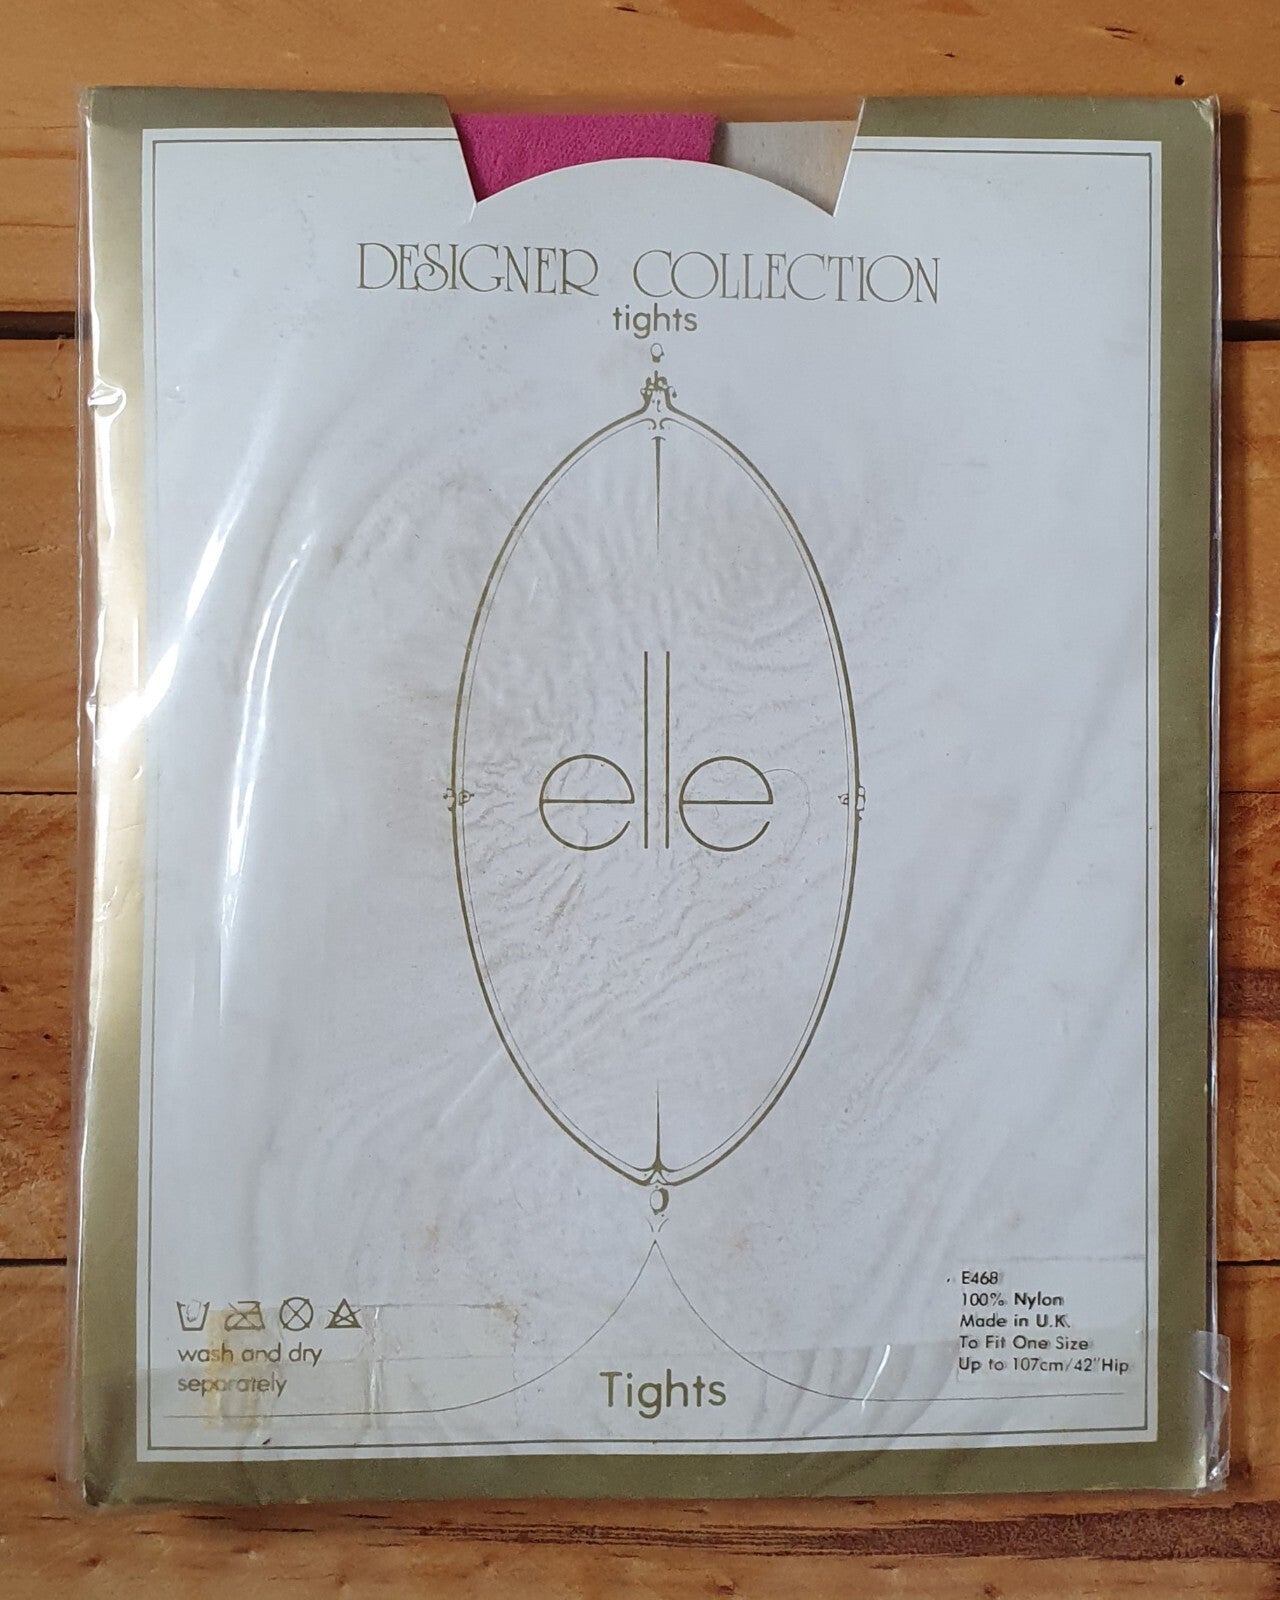 DESIGNER COLLECTION
tights
elle
wash and dry
separately
Tights
E468
100% Nylon
Made in U.K.
To Fit One Size
Up to 107cm/42"Hip